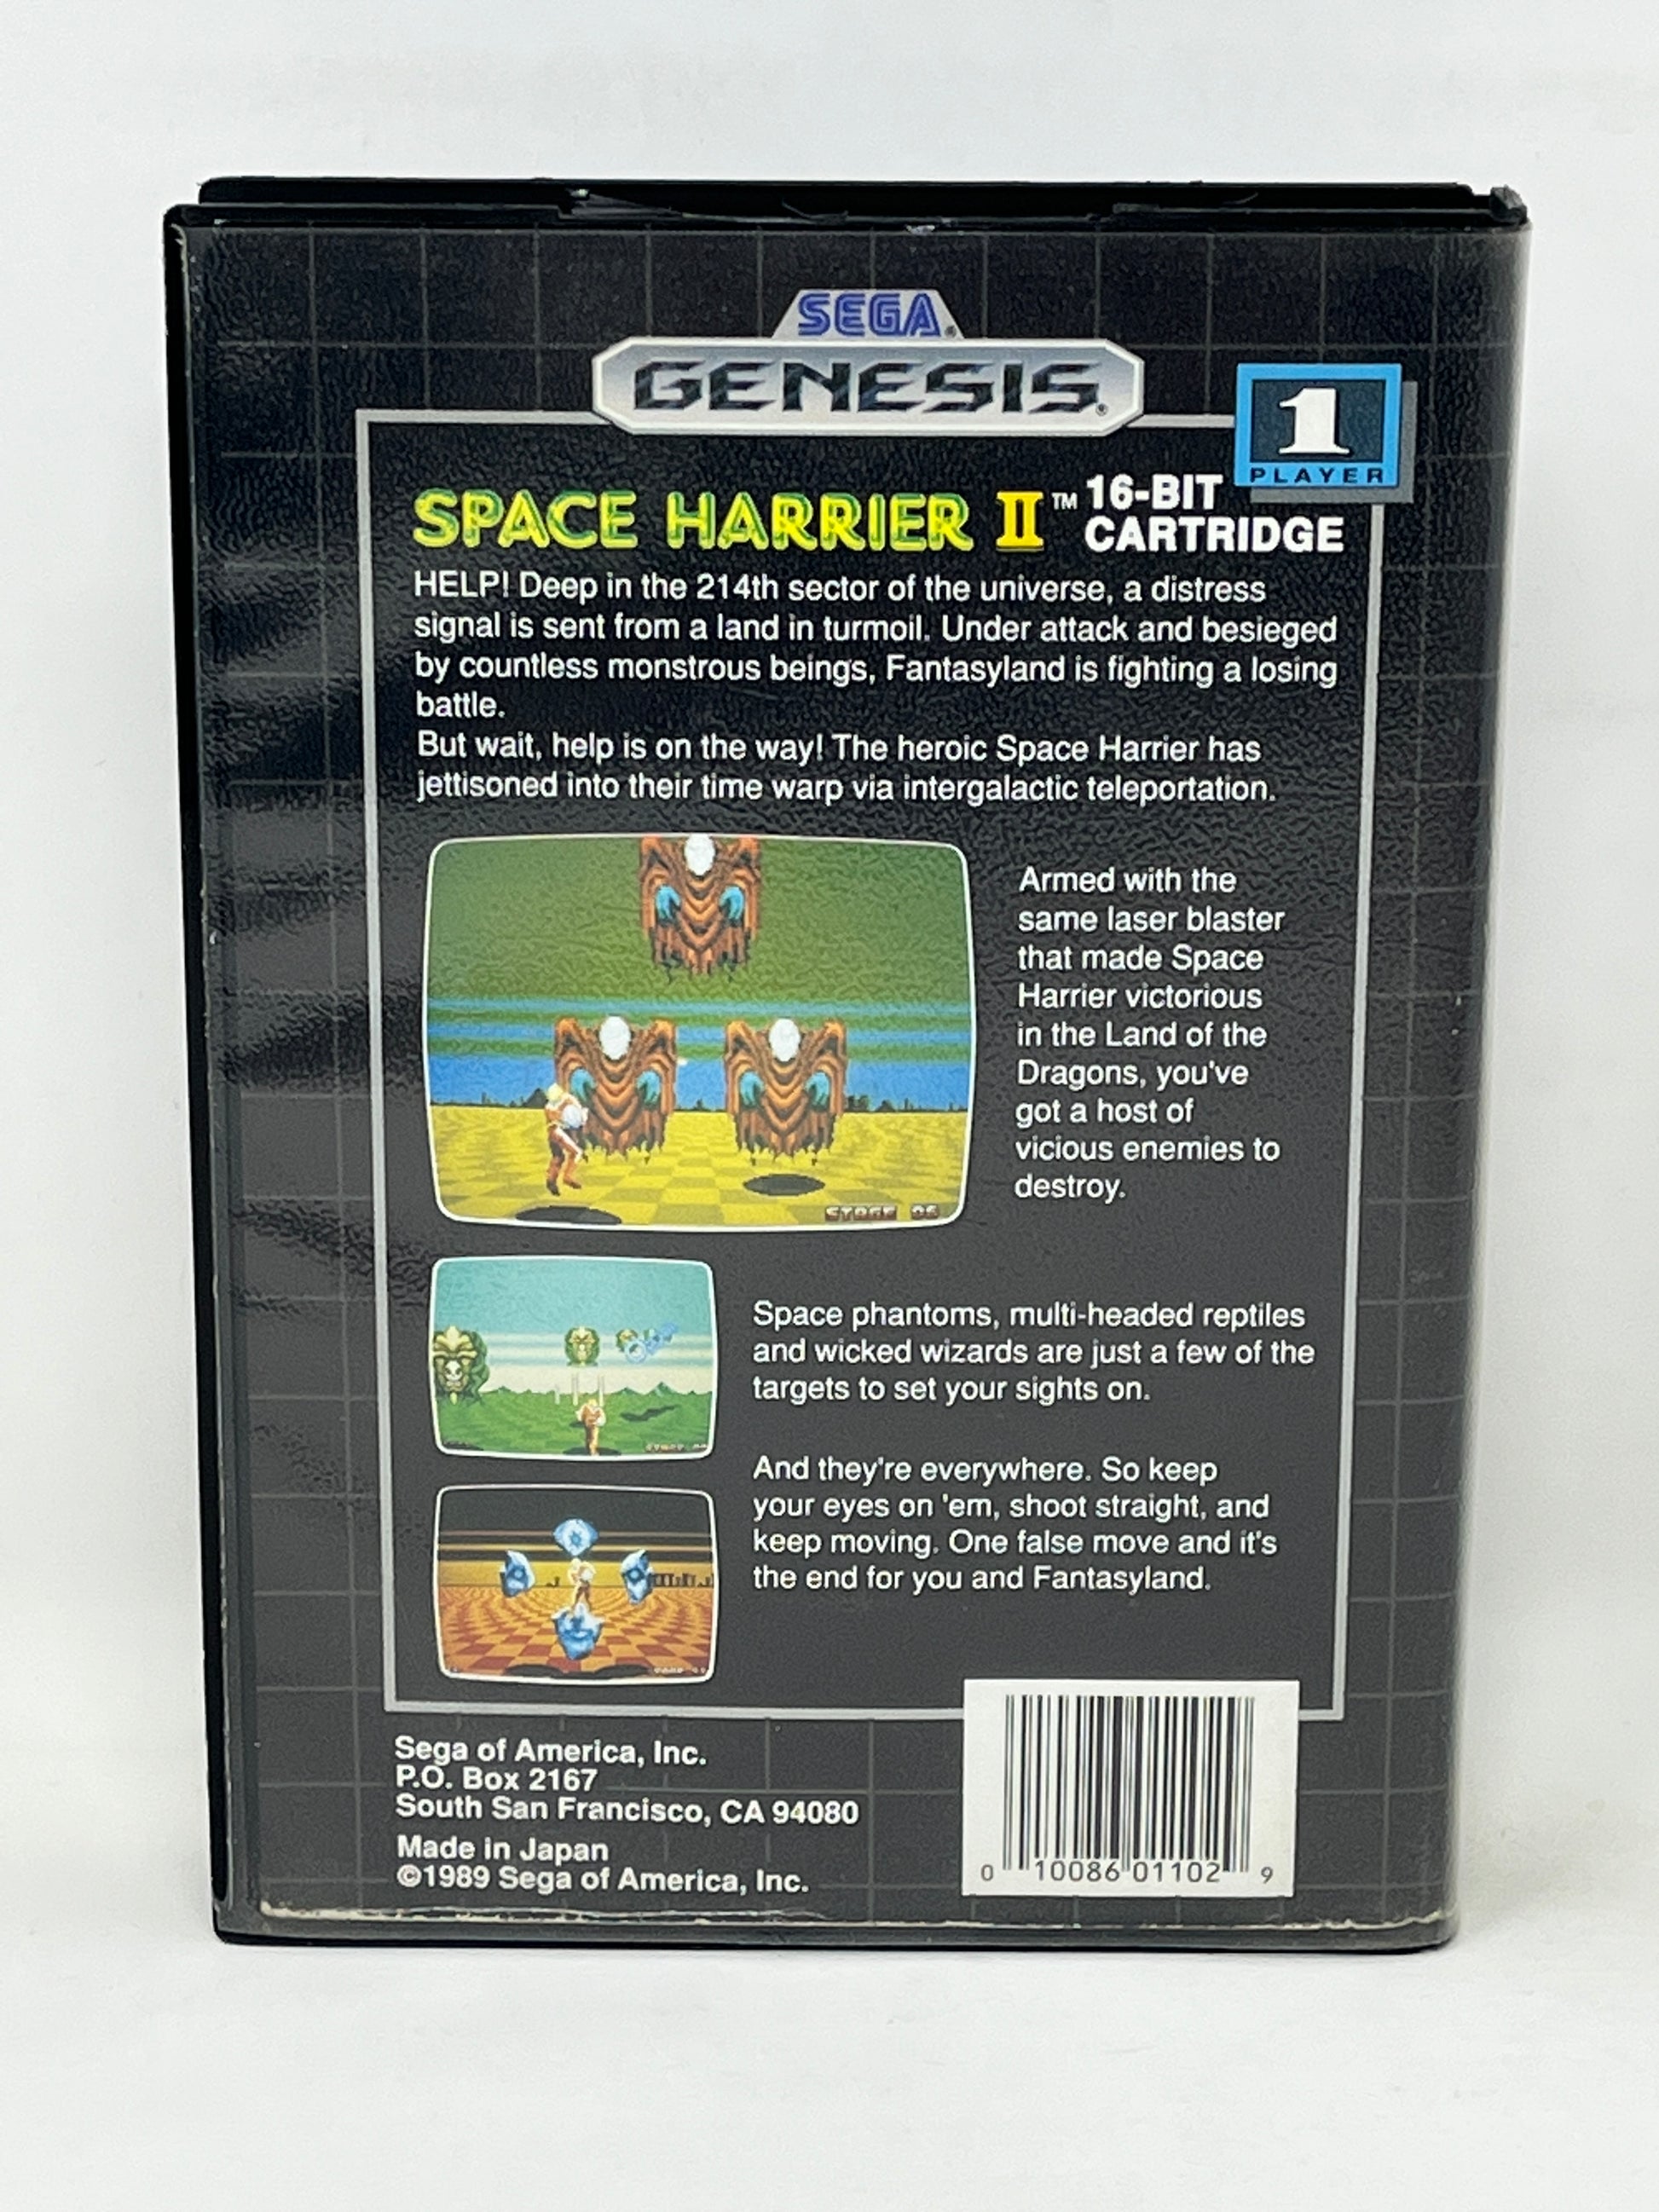 SEGA®
GENESIS®
1
PLAYER
SPACE HARRIER II™ 16-BIT
CARTRIDGE
HELP! Deep in the 214th sector of the universe, a distress
signal is sent from a land in turmoil. Under attack and besieged
by countless monstrous beings, Fantasyland is fighting a losing
battle.
But wait, help is on the way! The heroic Space Harrier has
jettisoned into their time warp via intergalactic teleportation.
Armed with the
same laser blaster
that made Space
Harrier victorious
in the Land of the
Dragons, you've
got a host of
vicious enemies to
destroy.
STAGE
Space phantoms, multi-headed reptiles
and wicked wizards are just a few of the
targets to set your sights on.
And they're everywhere. So keep
your eyes on 'em, shoot straight, and
keep moving. One false move and it's
the end for you and Fantasyland.
Sega of America, Inc.
P.O. Box 2167
South San Francisco, CA 94080
Made in Japan
©1989 Sega of America, Inc.
0 10086 01102 9